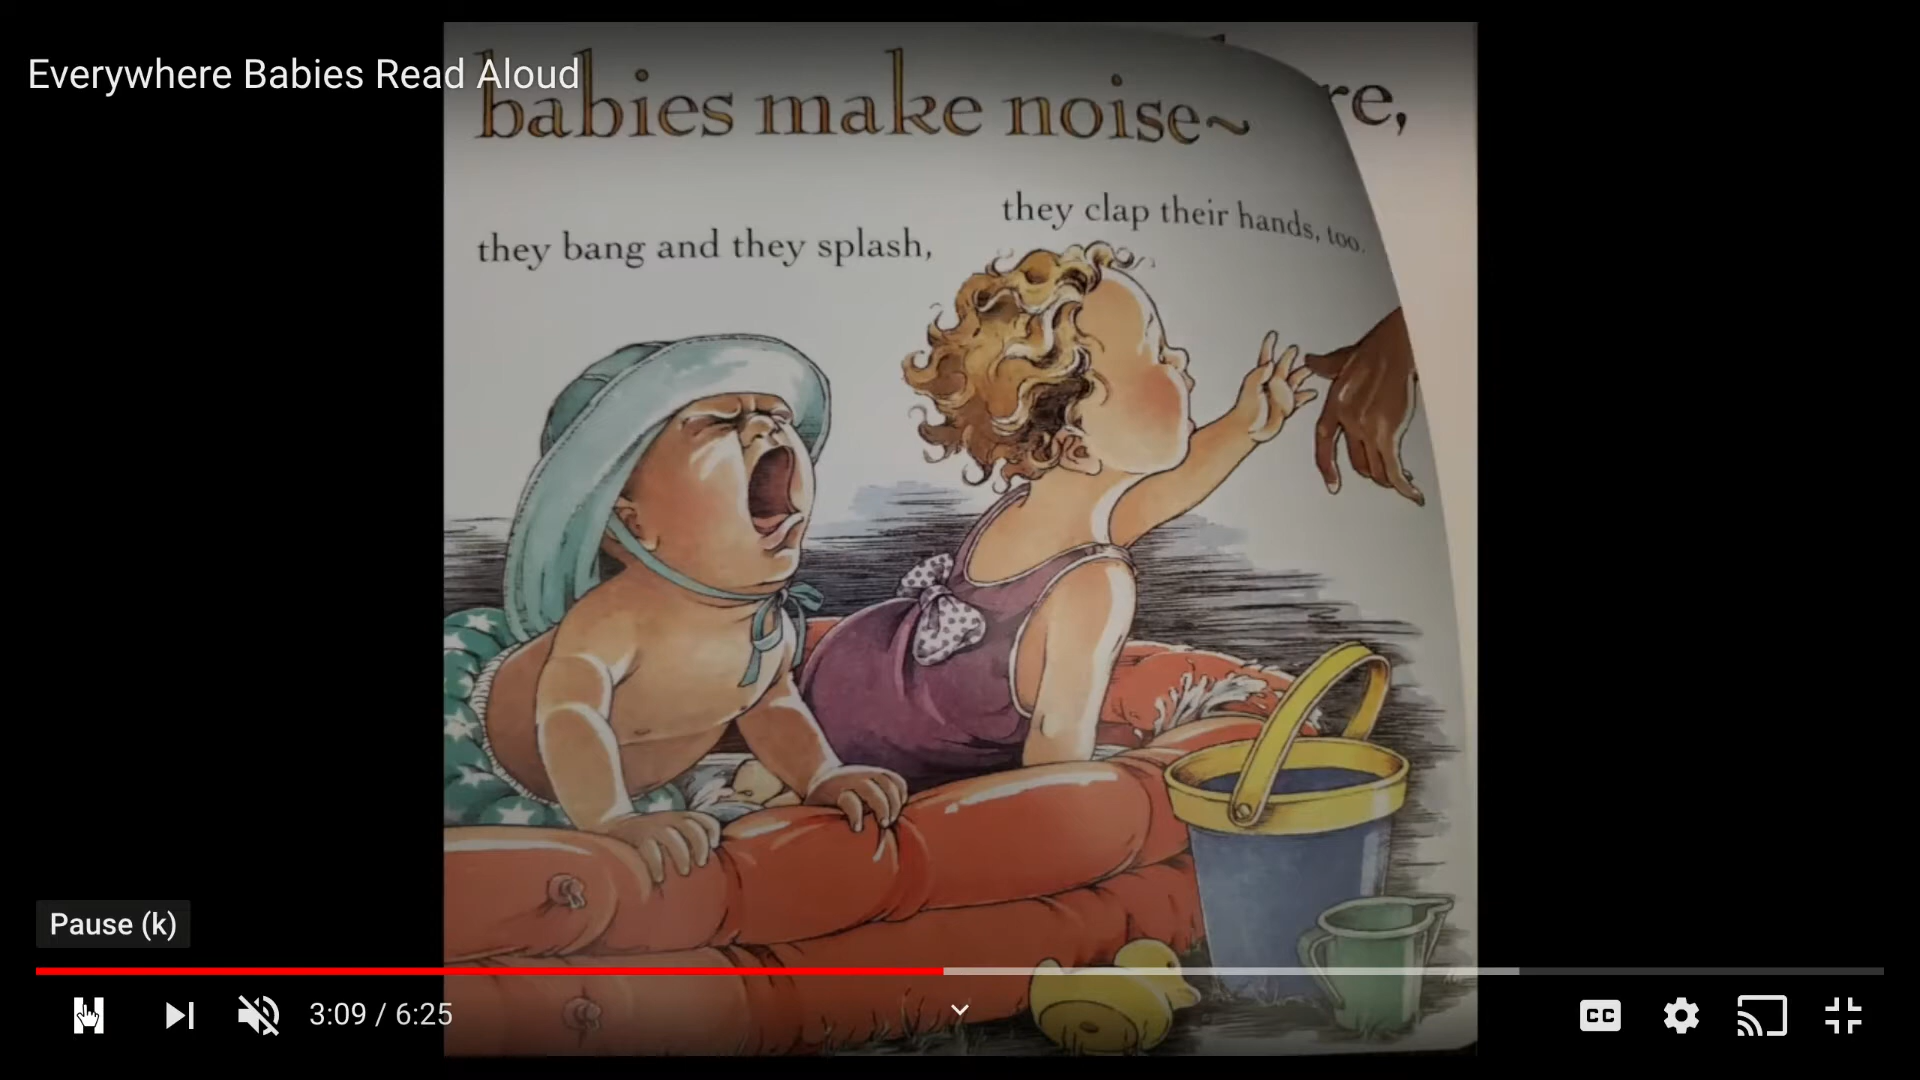 Everywhere Babies Read Aloud
babies make noise~
re,
they clap their hands, too.
they bang and they splash,
Pause (k)
3:09 / 6:25
CC